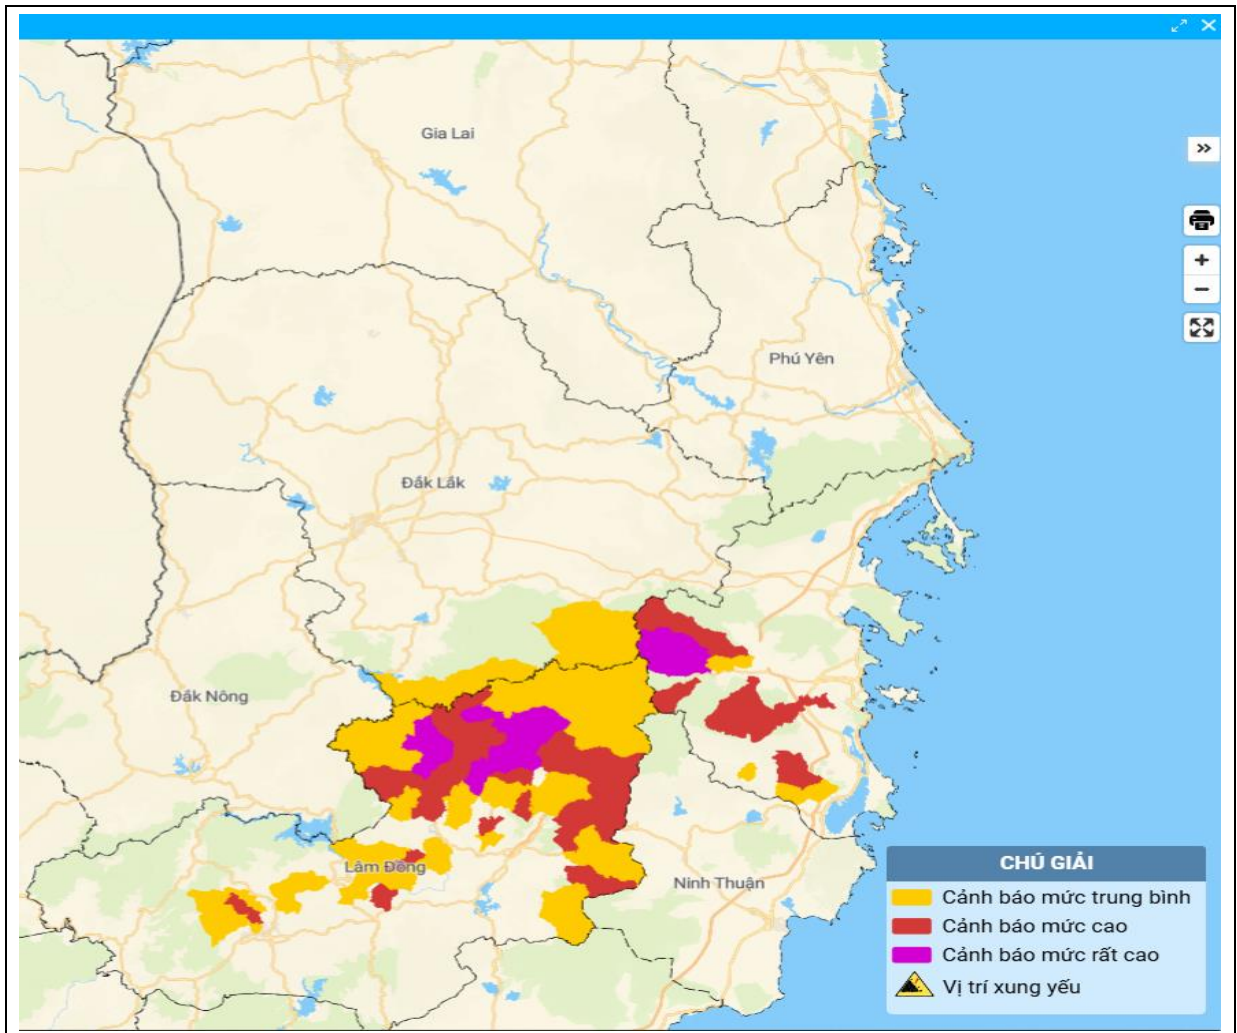 Gia Lai
»
+
−
Phú Yên
Đắk Lắk
Đắk Nông
Lâm Đồng
Ninh Thuận
CHÚ GIẢI
Cảnh báo mức trung bình
Cảnh báo mức cao
Cảnh báo mức rất cao
Vị trí xung yếu